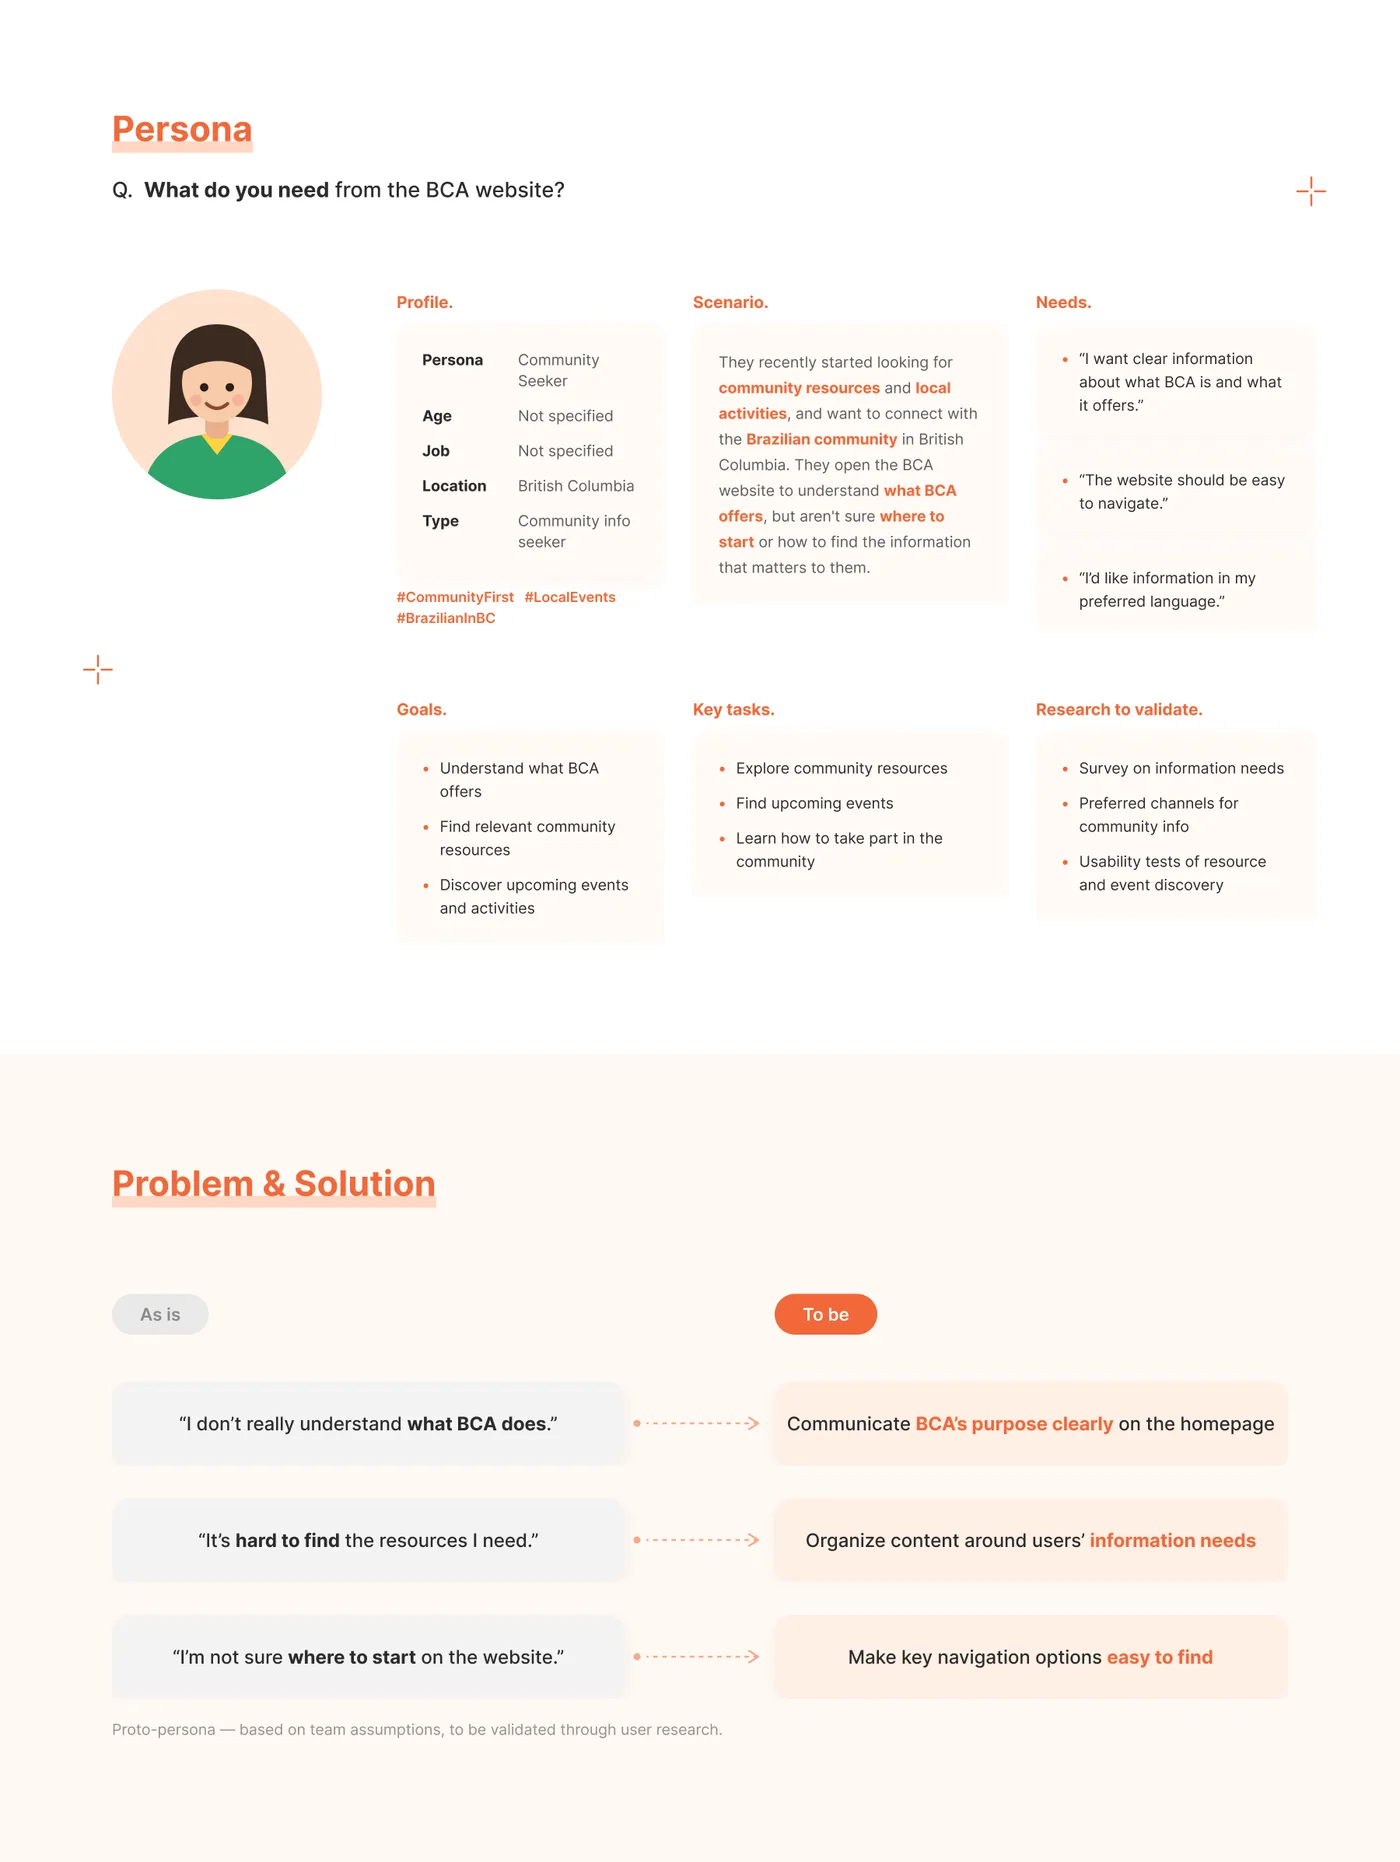 Persona
Q. What do you need from the BCA website?
Profile.
Persona Community
Seeker
Age Not specified
Job Not specified
Location British Columbia
Type Community info
seeker
#CommunityFirst #LocalEvents
#BrazilianInBC
Scenario.
They recently started looking for
community resources and local
activities, and want to connect with
the Brazilian community in British
Columbia. They open the BCA
website to understand what BCA
offers, but aren't sure where to
start or how to find the information
that matters to them.
Needs.
• “I want clear information
about what BCA is and what
it offers.”
• “The website should be easy
to navigate.”
• “I’d like information in my
preferred language.”
Goals.
• Understand what BCA
offers
• Find relevant community
resources
• Discover upcoming events
and activities
Key tasks.
• Explore community resources
• Find upcoming events
• Learn how to take part in the
community
Research to validate.
• Survey on information needs
• Preferred channels for
community info
• Usability tests of resource
and event discovery
Problem & Solution
As is
To be
“I don’t really understand what BCA does.”
Communicate BCA’s purpose clearly on the homepage
“It’s hard to find the resources I need.”
Organize content around users’ information needs
“I’m not sure where to start on the website.”
Make key navigation options easy to find
Proto-persona — based on team assumptions, to be validated through user research.